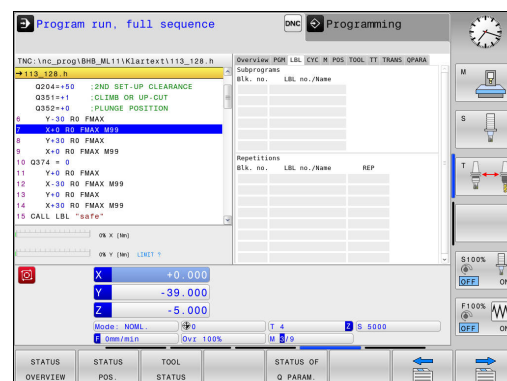 Program run, full sequence
DNC
Programming
TNC:\nc_prog\BHB_ML11\Klartext\113_128.h
→113_128.h
Q204=+50 ;2ND SET-UP CLEARANCE
Q351=+1 ;CLIMB OR UP-CUT
Q352=+0 ;PLUNGE POSITION
6 Y-30 R0 FMAX
7 X+0 R0 FMAX M99
8 Y+30 R0 FMAX
9 X+0 R0 FMAX M99
10 Q374 = 0
11 Y+0 R0 FMAX
12 X-30 R0 FMAX M99
13 Y+0 R0 FMAX
14 X+30 R0 FMAX M99
15 CALL LBL "safe"
0% X [Nm]
0% Y [Nm] LIMIT 1
Overview PGM LBL CYC M POS TOOL TT TRANS QPARA
Subprograms
Blk. no. LBL no./Name
Repetitions
Blk. no. LBL no./Name REP
X +0.000
Y -39.000
Z -5.000
Mode: NOML. 0 T 4 Z S 5000
F 0mm/min Ovr 100% M 3/9
M
S
T
S100%
OFF ON
F100%
OFF ON
STATUS OVERVIEW
STATUS POS.
TOOL STATUS
STATUS OF Q PARAM.